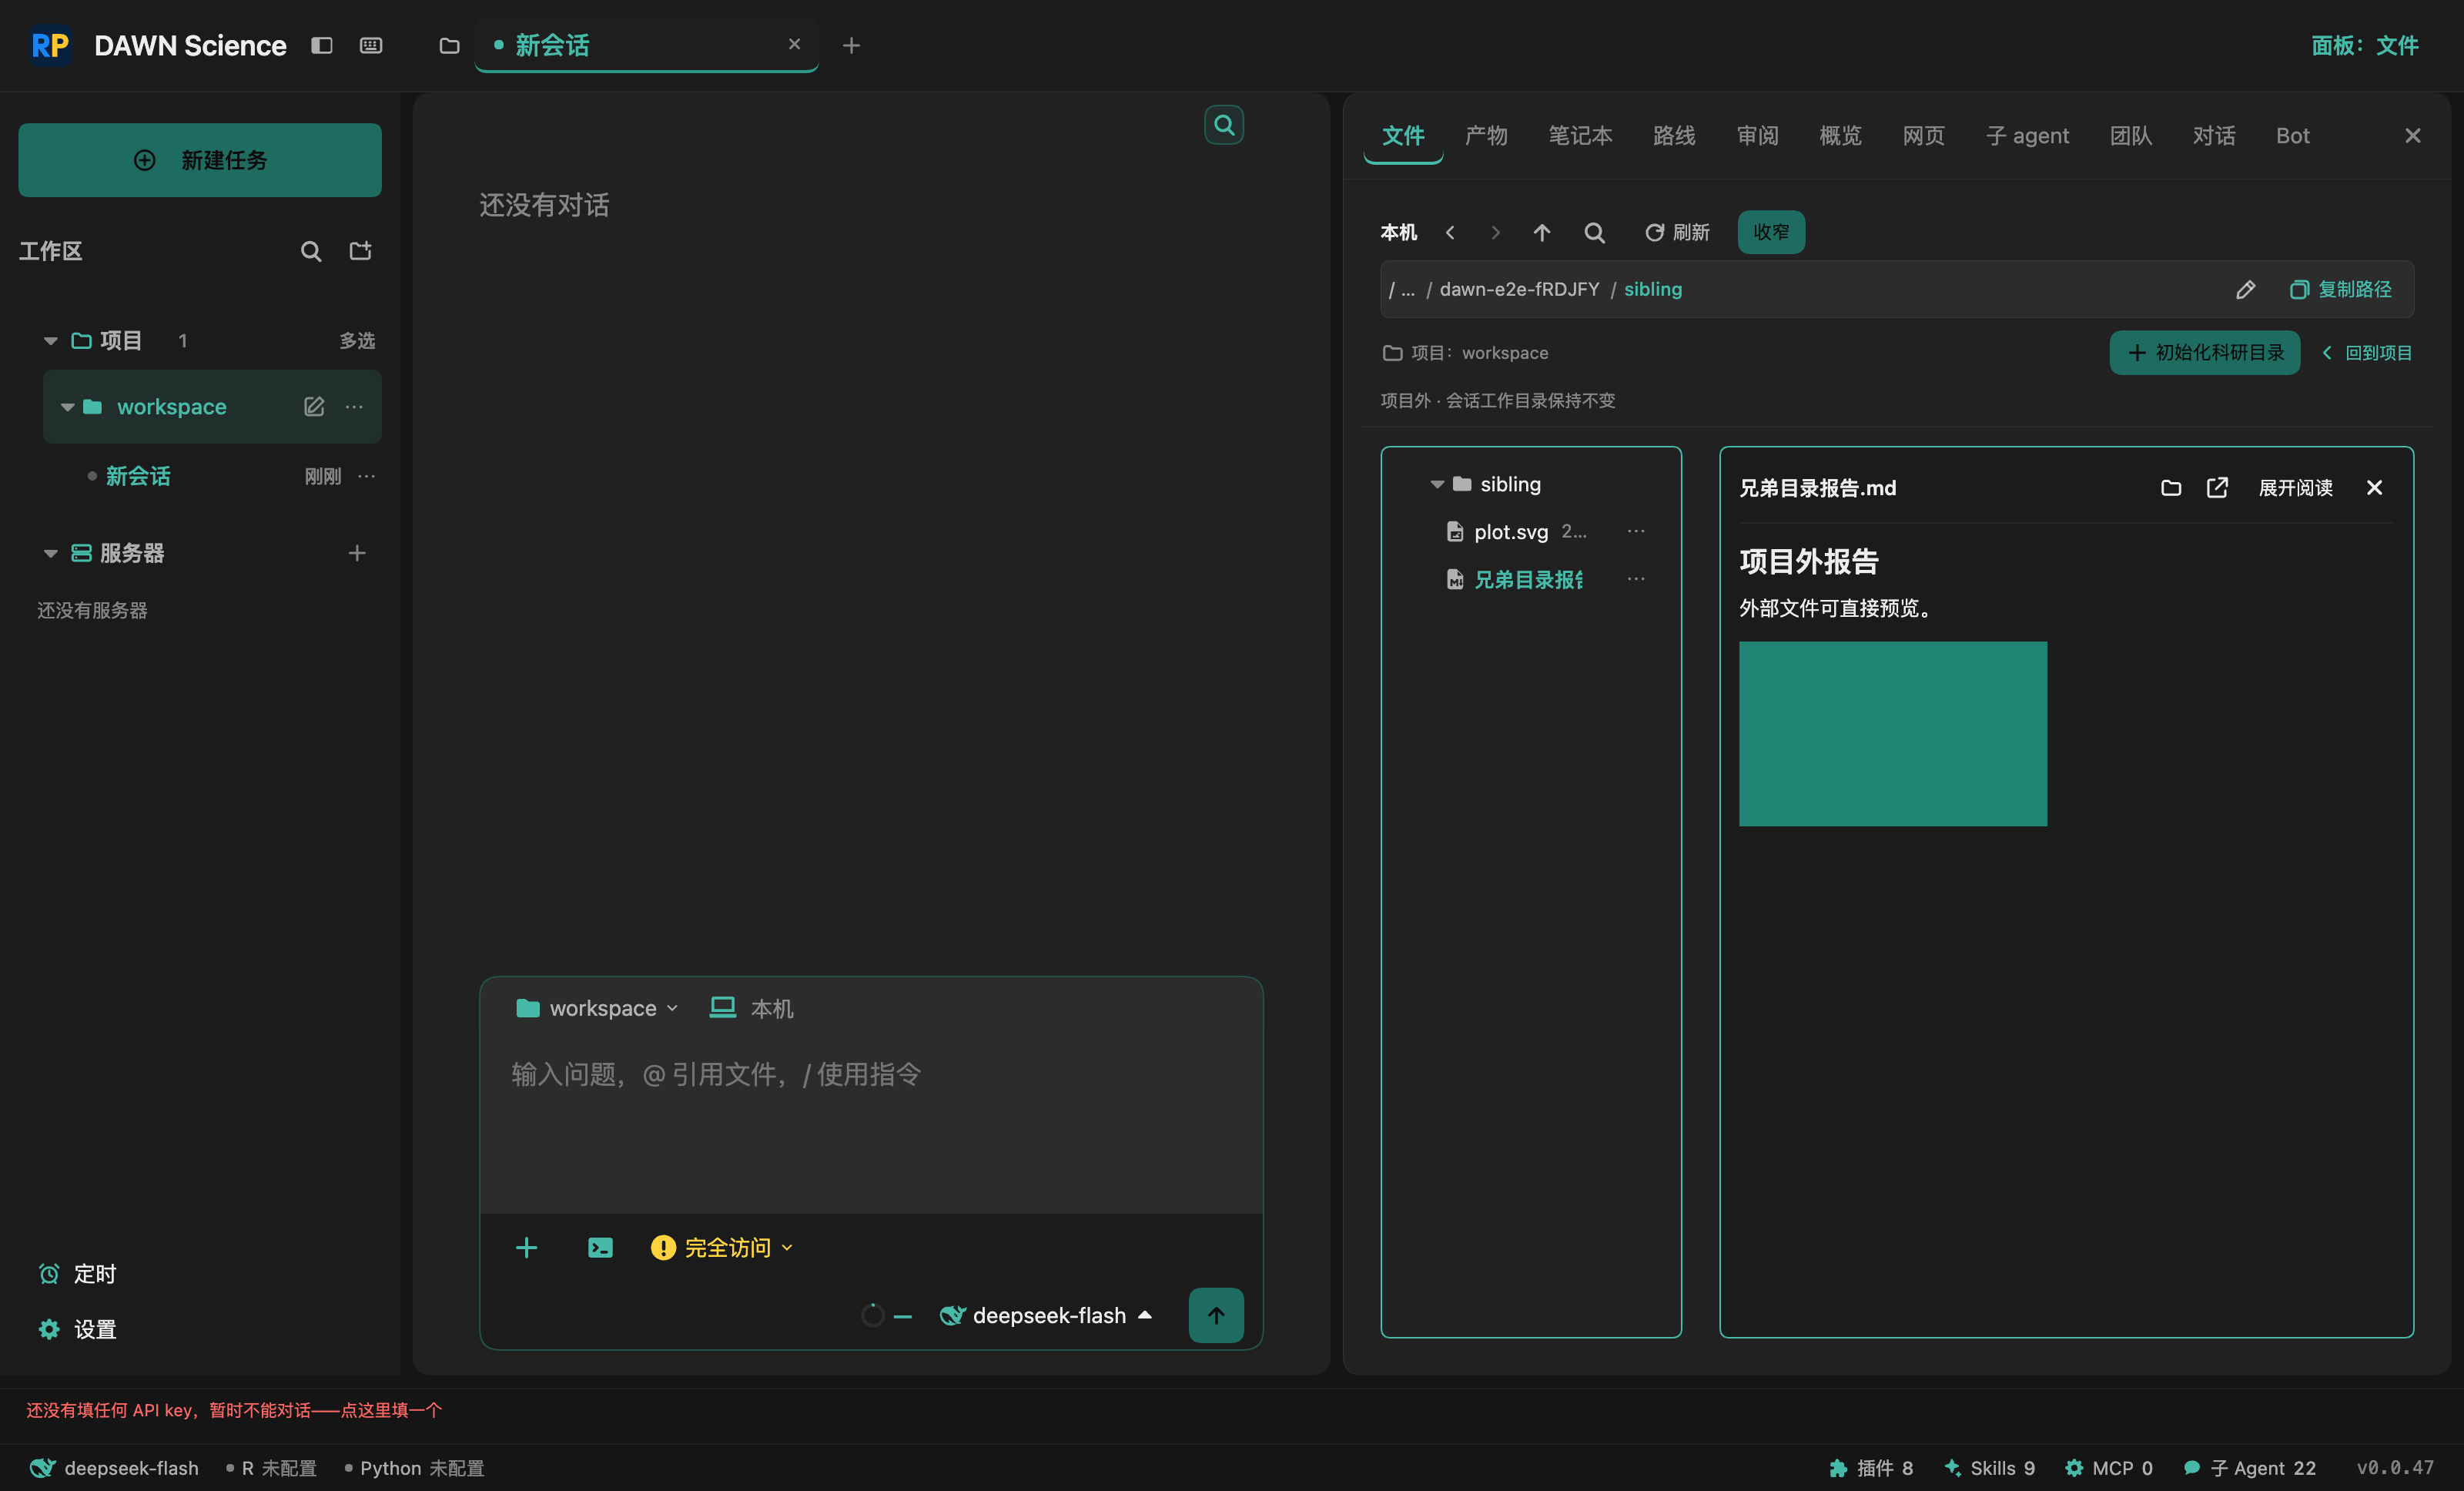 RP DAWN Science 新会话 面板：文件
新建任务
工作区
项目 1 多选
workspace
新会话 刚刚
服务器
还没有服务器
定时
设置
还没有对话
workspace 本机
输入问题，@ 引用文件，/ 使用指令
完全访问
deepseek-flash
文件 产物 笔记本 路线 审阅 概览 网页 子 agent 团队 对话 Bot
本机 刷新 收窄
/ ... / dawn-e2e-fRDJFY / sibling 复制路径
项目：workspace 初始化科研目录 回到项目
项目外 · 会话工作目录保持不变
sibling
plot.svg 2...
兄弟目录报
兄弟目录报告.md 展开阅读
项目外报告
外部文件可直接预览。
还没有填任何 API key，暂时不能对话——点这里填一个
deepseek-flash R 未配置 Python 未配置 插件 8 Skills 9 MCP 0 子 Agent 22 v0.0.47